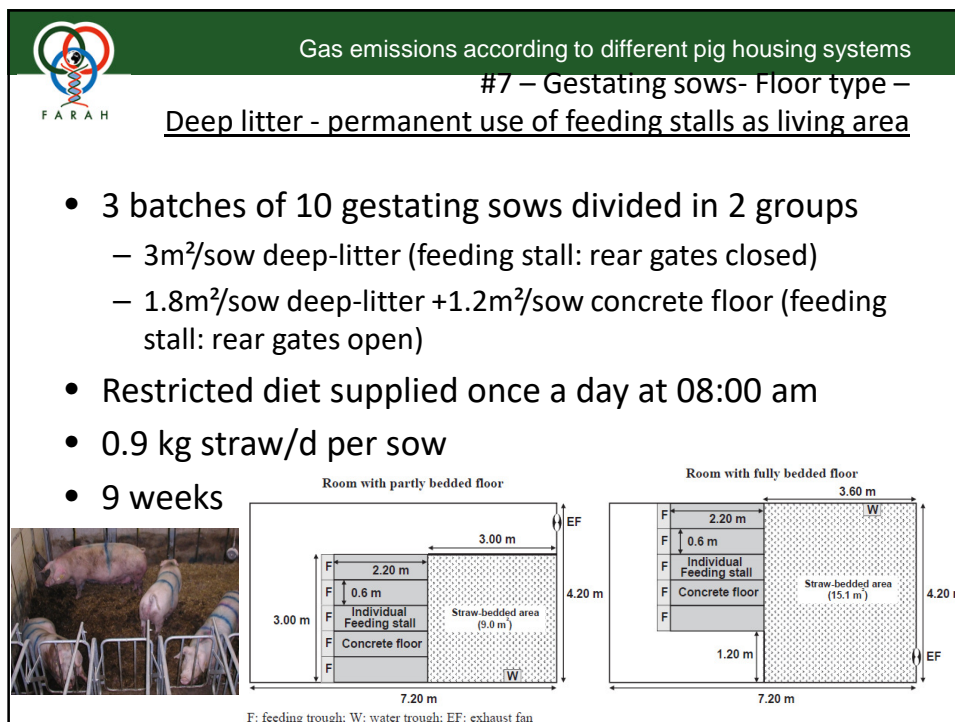 Gas emissions according to different pig housing systems
FARAH
#7 – Gestating sows- Floor type –
Deep litter - permanent use of feeding stalls as living area
• 3 batches of 10 gestating sows divided in 2 groups
– 3m²/sow deep-litter (feeding stall: rear gates closed)
– 1.8m²/sow deep-litter +1.2m²/sow concrete floor (feeding
stall: rear gates open)
• Restricted diet supplied once a day at 08:00 am
• 0.9 kg straw/d per sow
• 9 weeks
Room with partly bedded floor
EF
3.00 m
F
2.20 m
F
0.6 m
4.20 m
3.00 m
F
Individual
Feeding stall
Straw-bedded area
(9.0 m²)
F
Concrete floor
F
W
7.20 m
Room with fully bedded floor
3.60 m
F
W
2.20 m
F
0.6 m
F
Individual
Feeding stall
Straw-bedded area
(15.1 m²)
4.20 m
F
Concrete floor
1.20 m
EF
7.20 m
F: feeding trough; W: water trough; EF: exhaust fan